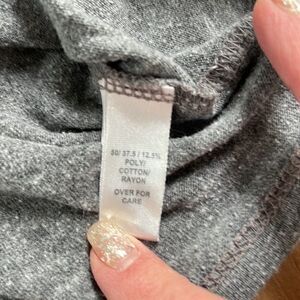 50/ 37.5 / 12.5%
POLY/
COTTON/
RAYON
OVER FOR
CARE